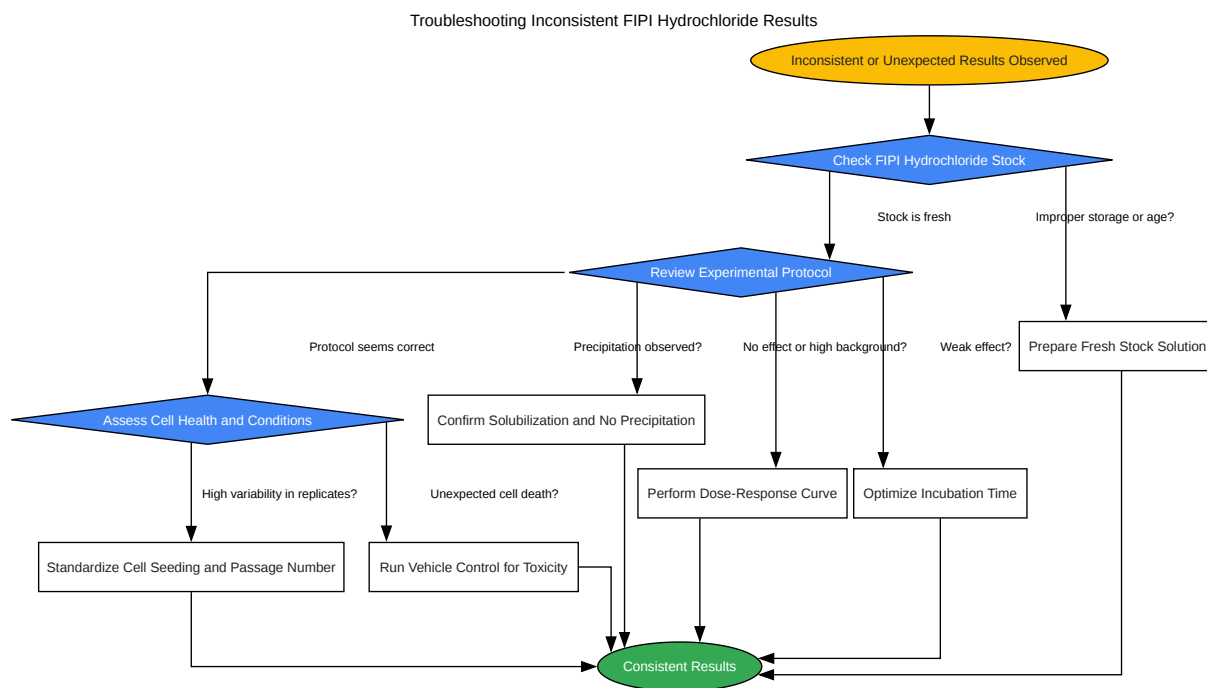 Troubleshooting Inconsistent FIPI Hydrochloride Results
Inconsistent or Unexpected Results Observed
Check FIPI Hydrochloride Stock
Stock is fresh
Improper storage or age?
Review Experimental Protocol
Protocol seems correct
Precipitation observed?
No effect or high background?
Weak effect?
Prepare Fresh Stock Solution
Assess Cell Health and Conditions
Confirm Solubilization and No Precipitation
High variability in replicates?
Unexpected cell death?
Perform Dose-Response Curve
Optimize Incubation Time
Standardize Cell Seeding and Passage Number
Run Vehicle Control for Toxicity
Consistent Results